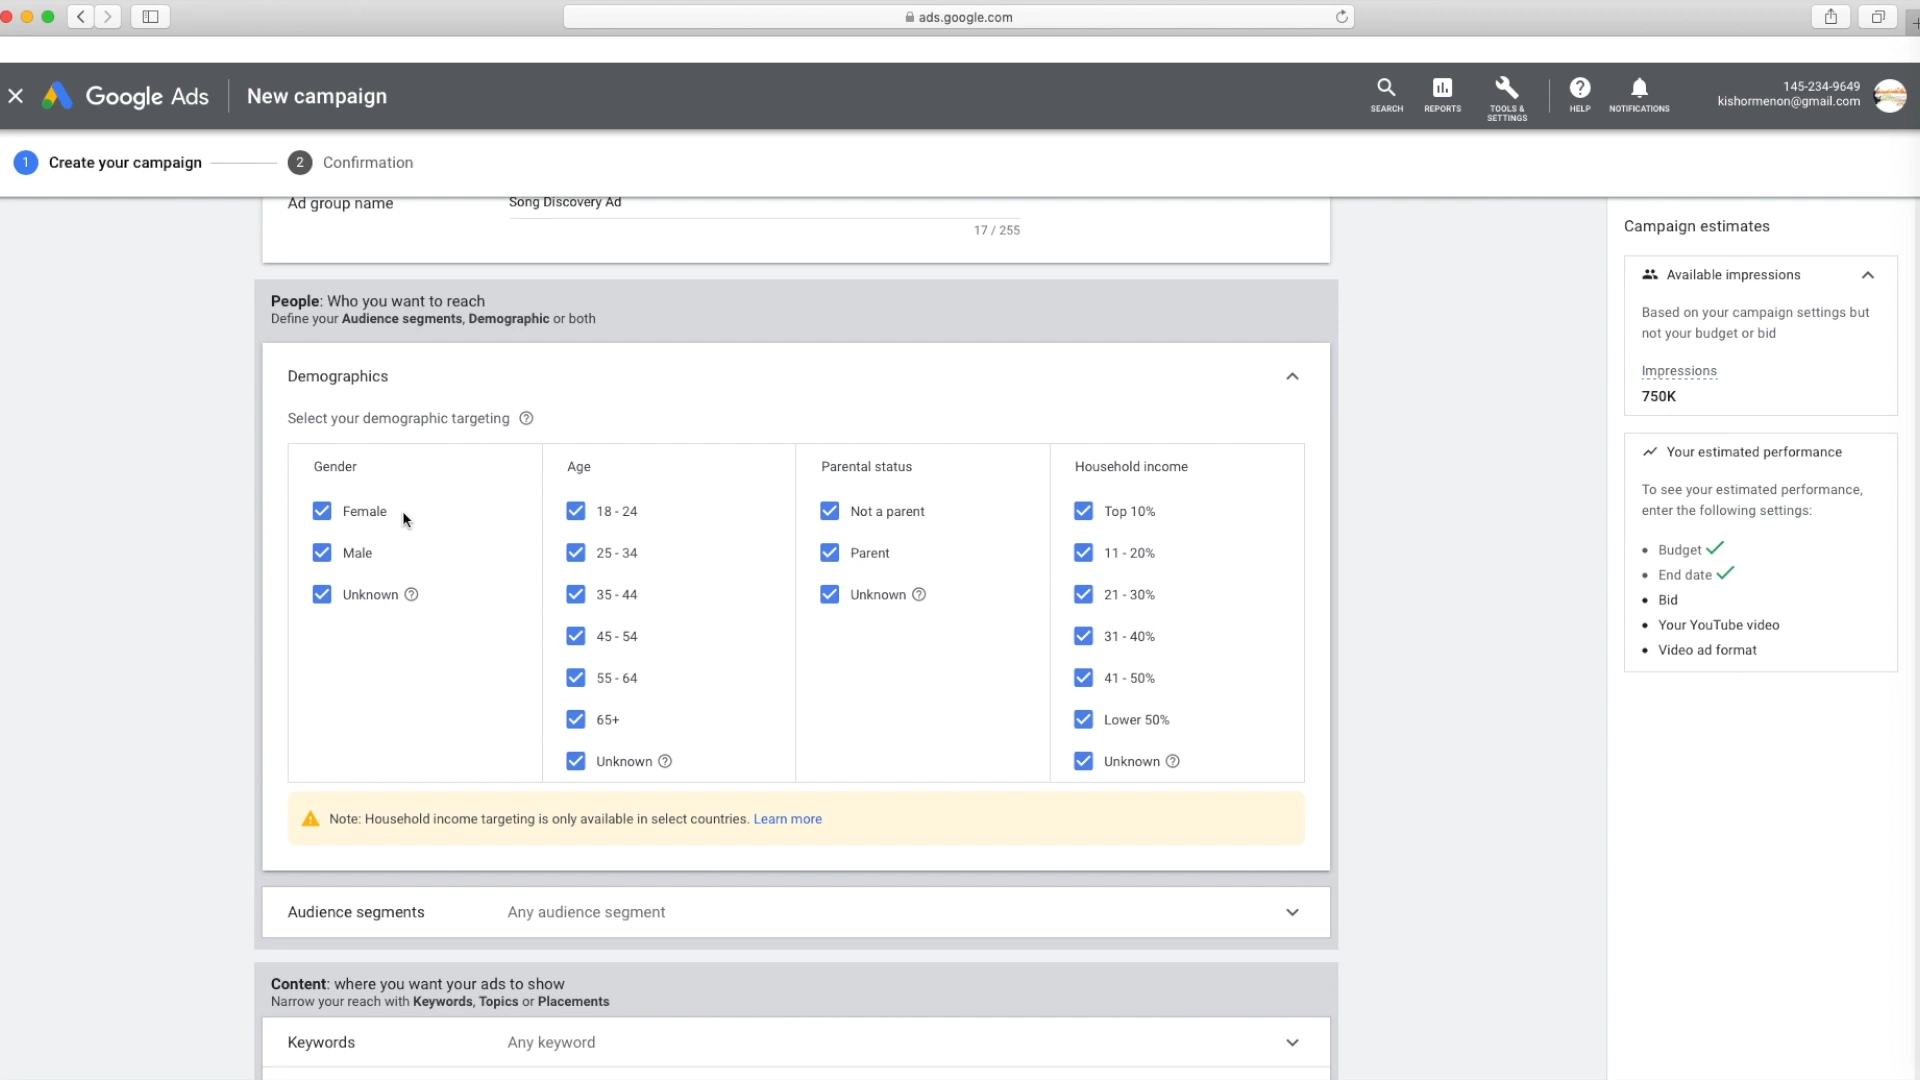 ads.google.com
Google Ads
New campaign
SEARCH
REPORTS
TOOLS &
SETTINGS
HELP
NOTIFICATIONS
145-234-9649
kishormenon@gmail.com
1 Create your campaign
2 Confirmation
Ad group name
Song Discovery Ad
17 / 255
People: Who you want to reach
Define your Audience segments, Demographic or both
Demographics
Select your demographic targeting
Gender
Female
Male
Unknown
Age
18 - 24
25 - 34
35 - 44
45 - 54
55 - 64
65+
Unknown
Parental status
Not a parent
Parent
Unknown
Household income
Top 10%
11 - 20%
21 - 30%
31 - 40%
41 - 50%
Lower 50%
Unknown
Note: Household income targeting is only available in select countries. Learn more
Audience segments
Any audience segment
Content: where you want your ads to show
Narrow your reach with Keywords, Topics or Placements
Keywords
Any keyword
Campaign estimates
Available impressions
Based on your campaign settings but
not your budget or bid
Impressions
750K
Your estimated performance
To see your estimated performance,
enter the following settings:
Budget
End date
Bid
Your YouTube video
Video ad format